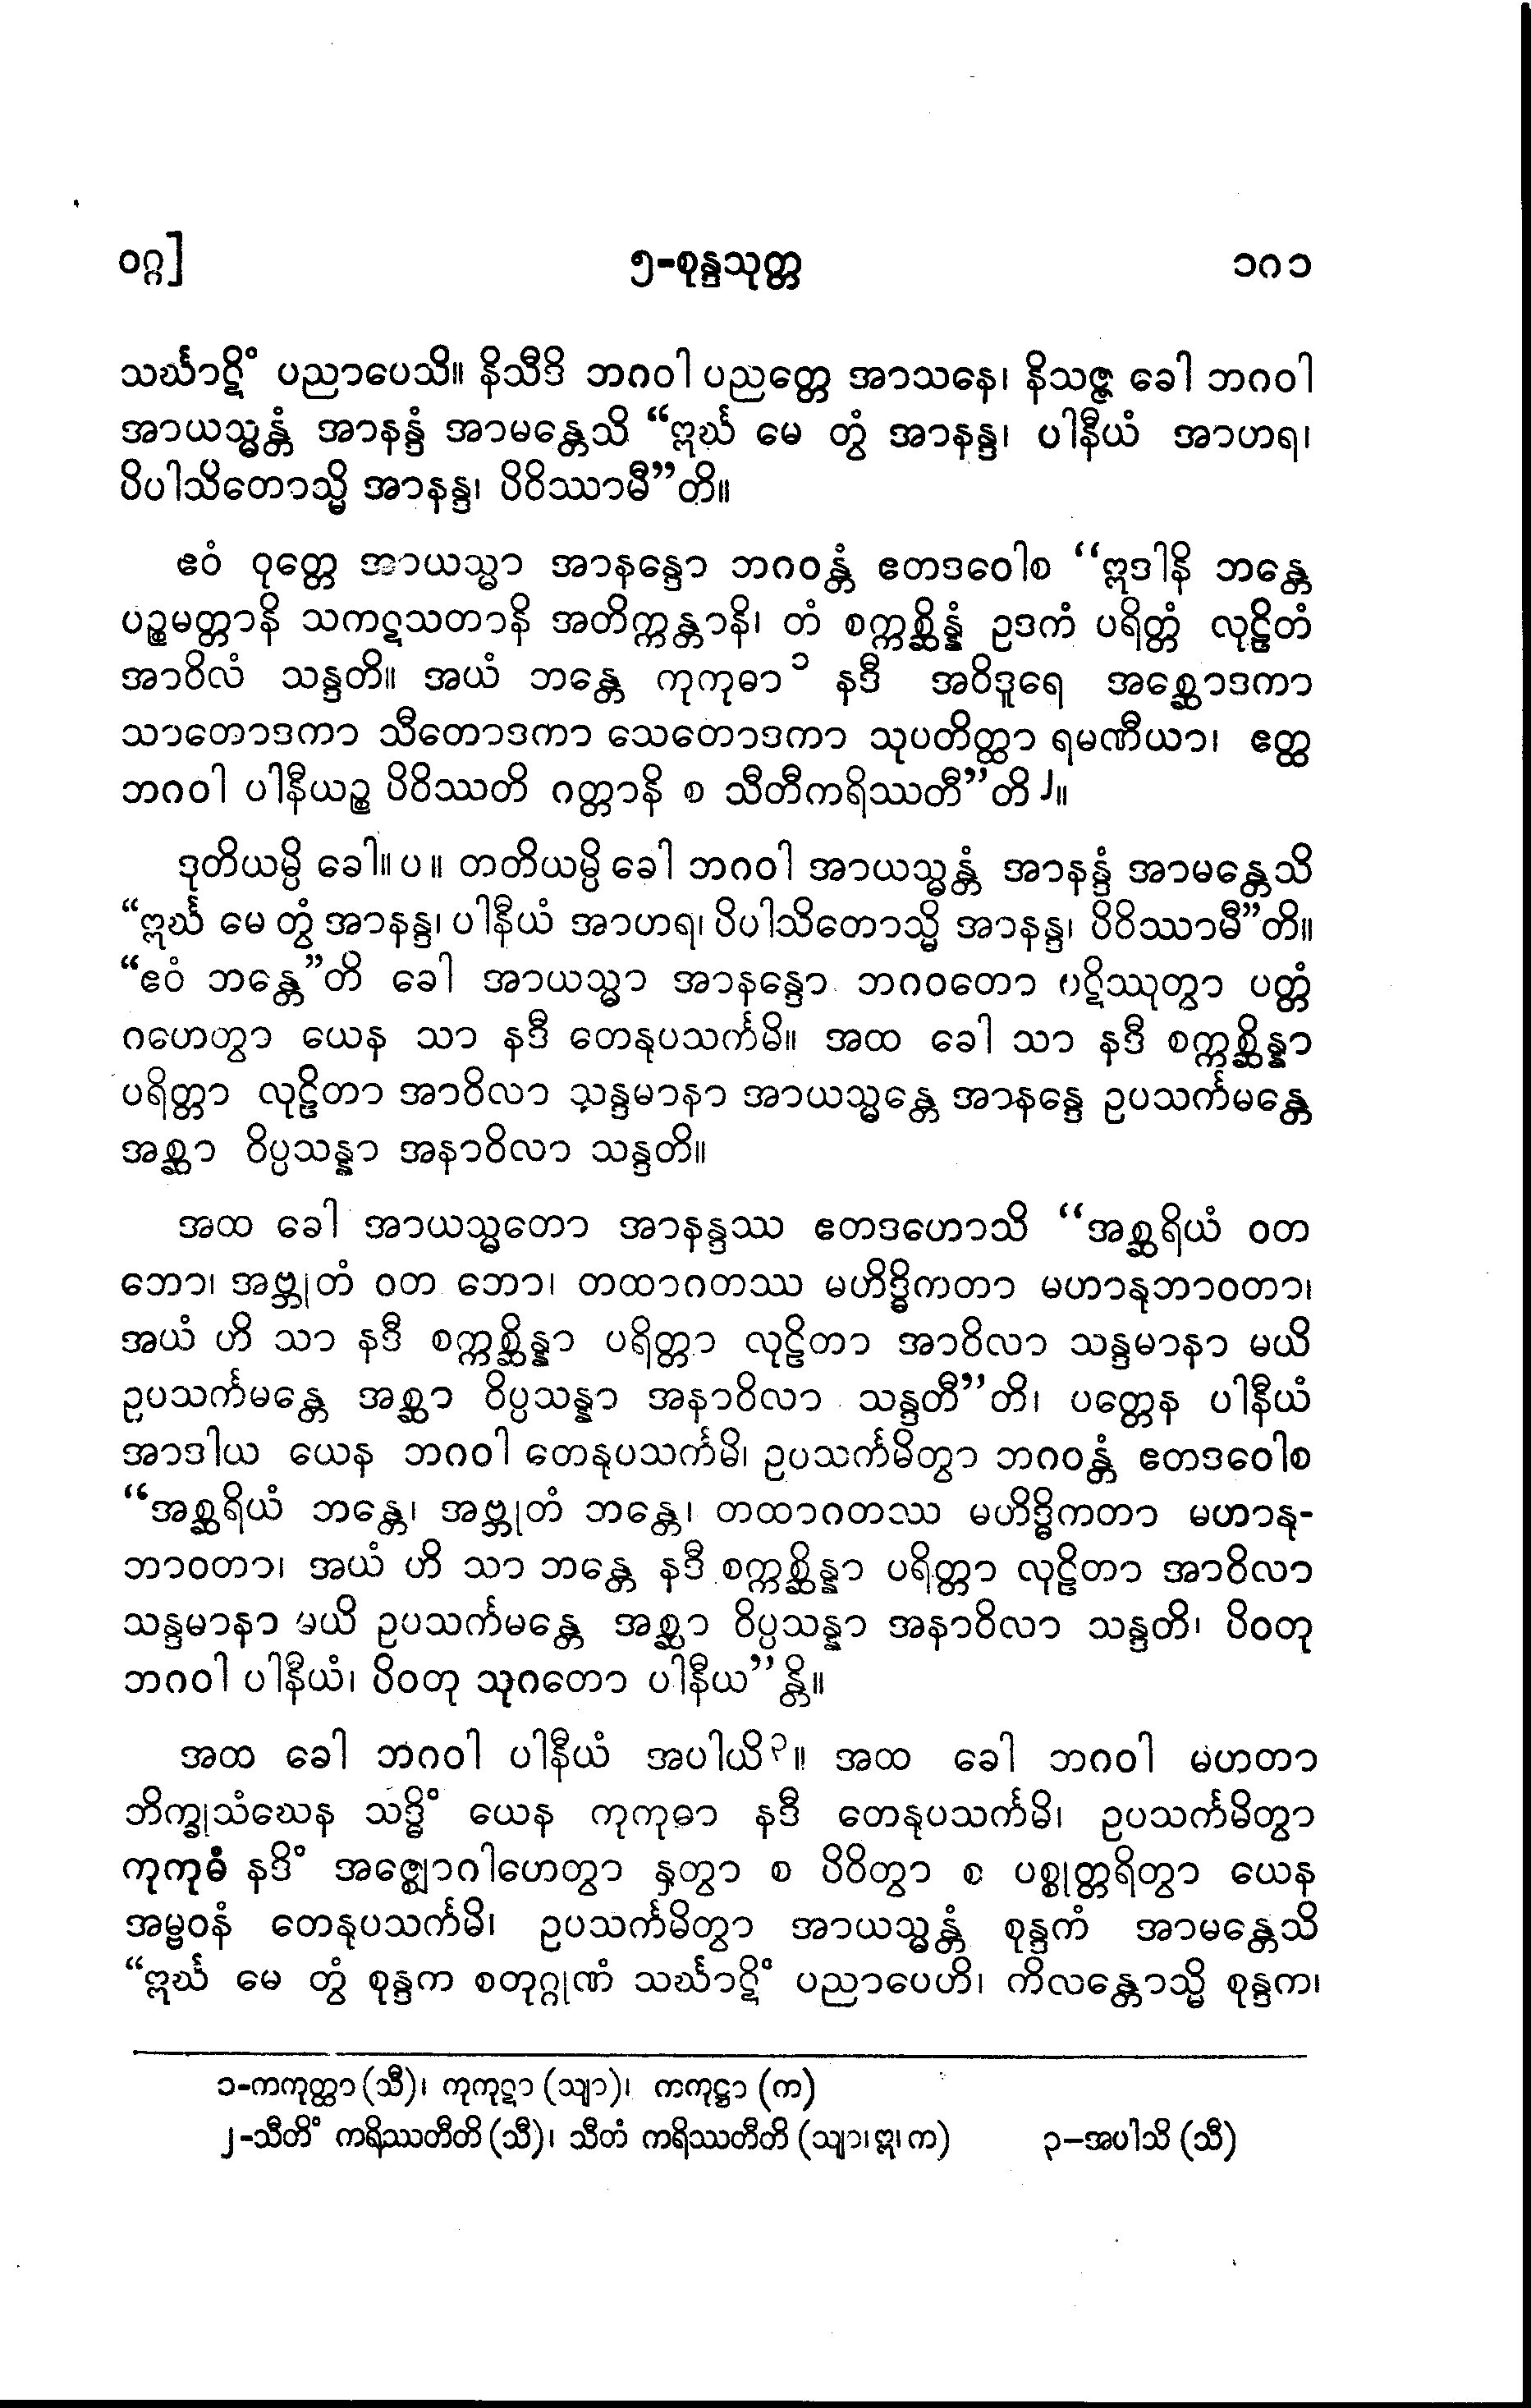 ဝဂ္ဂ] ၅-စုန္ဒသုတ္တ ၁၇၁
သင်္ဃာဋိံ ပညာပေသိ။ နိသီဒိ ဘဂဝါ ပညတ္တေ အာသနေ၊ နိသဇ္ဇ ခေါ ဘဂဝါ
အာယသ္မန္တံ အာနန္ဒံ အာမန္တေသိ “ဣင်္ဃ မေ တွံ အာနန္ဒ၊ ပါနီယံ အာဟရ၊
ပိပါသိတောသ္မိ အာနန္ဒ၊ ပိဝိဿာမီ”တိ။
ဧဝံ ဝုတ္တေ အာယသ္မာ အာနန္ဒော ဘဂဝန္တံ ဧတဒဝေါစ “ဣဒါနိ ဘန္တေ
ပဉ္စမတ္တာနိ သကဋသတာနိ အတိက္ကန္တာနိ၊ တံ စက္ကစ္ဆိန္နံ ဥဒကံ ပရိတ္တံ လုဠိတံ
အာဝိလံ သန္ဒတိ။ အယံ ဘန္တေ ကုကုဓာ ၁ နဒီ အဝိဒူရေ အစ္ဆောဒကာ
သာတောဒကာ သီတောဒကာ သေတောဒကာ သုပတိတ္ထာ ရမဏီယာ၊ ဧတ္ထ
ဘဂဝါ ပါနီယဉ္စ ပိဝိဿတိ ဂတ္တာနိ စ သီတီကရိဿတီ”တိ ၂။
ဒုတိယမ္ပိ ခေါ။ ပ။ တတိယမ္ပိ ခေါ ဘဂဝါ အာယသ္မန္တံ အာနန္ဒံ အာမန္တေသိ
“ဣင်္ဃ မေ တွံ အာနန္ဒ၊ ပါနီယံ အာဟရ၊ ပိပါသိတောသ္မိ အာနန္ဒ၊ ပိဝိဿာမီ”တိ။
“ဧဝံ ဘန္တေ”တိ ခေါ အာယသ္မာ အာနန္ဒော ဘဂဝတော ပဋိဿုတွာ ပတ္တံ
ဂဟေတွာ ယေန သာ နဒီ တေနုပသင်္ကမိ။ အထ ခေါ သာ နဒီ စက္ကစ္ဆိန္နာ
ပရိတ္တာ လုဠိတာ အာဝိလာ သန္ဒမာနာ အာယသ္မန္တေ အာနန္ဒေ ဥပသင်္ကမန္တေ
အစ္ဆာ ဝိပ္ပသန္နာ အနာဝိလာ သန္ဒတိ။
အထ ခေါ အာယသ္မတော အာနန္ဒဿ ဧတဒဟောသိ “အစ္ဆရိယံ ဝတ
ဘော၊ အဗ္ဘုတံ ဝတ ဘော၊ တထာဂတဿ မဟိဒ္ဓိကတာ မဟာနုဘာဝတာ၊
အယံ ဟိ သာ နဒီ စက္ကစ္ဆိန္နာ ပရိတ္တာ လုဠိတာ အာဝိလာ သန္ဒမာနာ မယိ
ဥပသင်္ကမန္တေ အစ္ဆာ ဝိပ္ပသန္နာ အနာဝိလာ သန္ဒတီ”တိ၊ ပတ္တေန ပါနီယံ
အာဒါယ ယေန ဘဂဝါ တေနုပသင်္ကမိ၊ ဥပသင်္ကမိတွာ ဘဂဝန္တံ ဧတဒဝေါစ
“အစ္ဆရိယံ ဘန္တေ၊ အဗ္ဘုတံ ဘန္တေ၊ တထာဂတဿ မဟိဒ္ဓိကတာ မဟာနု-
ဘာဝတာ၊ အယံ ဟိ သာ ဘန္တေ နဒီ စက္ကစ္ဆိန္နာ ပရိတ္တာ လုဠိတာ အာဝိလာ
သန္ဒမာနာ မယိ ဥပသင်္ကမန္တေ အစ္ဆာ ဝိပ္ပသန္နာ အနာဝိလာ သန္ဒတိ၊ ပိဝတု
ဘဂဝါ ပါနီယံ၊ ပိဝတု သုဂတော ပါနီယ”န္တိ။
အထ ခေါ ဘဂဝါ ပါနီယံ အပါယိ ၃။ အထ ခေါ ဘဂဝါ မဟတာ
ဘိက္ခုသံဃေန သဒ္ဓိံ ယေန ကုကုဓာ နဒီ တေနုပသင်္ကမိ၊ ဥပသင်္ကမိတွာ
ကုကုဓံ နဒိံ အဇ္ဈောဂါဟေတွာ နှတွာ စ ပိဝိတွာ စ ပစ္စုတ္တရိတွာ ယေန
အမ္ဗဝနံ တေနုပသင်္ကမိ၊ ဥပသင်္ကမိတွာ အာယသ္မန္တံ စုန္ဒကံ အာမန္တေသိ
“ဣင်္ဃ မေ တွံ စုန္ဒက စတုဂ္ဂုဏံ သင်္ဃာဋိံ ပညာပေဟိ၊ ကိလန္တောသ္မိ စုန္ဒက၊
၁-ကကုတ္ထာ (သီ)၊ ကုကုဋာ (သျာ)၊ ကကုဋ္ဌာ (က)
၂-သီတိံ ကရိဿတီတိ (သီ)၊ သီတံ ကရိဿတီတိ (သျာ၊ ဣ၊ က) ၃-အပါသိ (သီ)